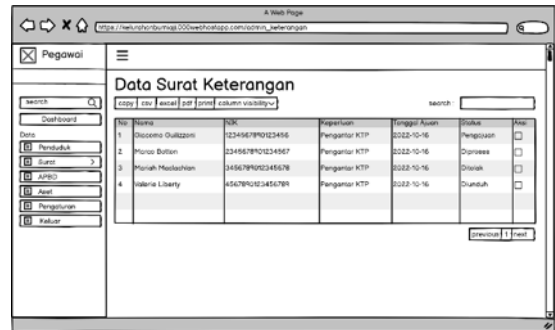 A Web Page
https://kelurahanbumiaji.000webhostapp.com/admin_keterangan
Pegawai
search
Dashboard
Data
Penduduk
Surat >
APBD
Aset
Pengaturan
Keluar
Data Surat Keterangan
copy csv excel pdf print column visibility
search :
No Nama NIK Keperluan Tanggal Ajuan Status Aksi
1 Giacomo Guilizzoni 1234567890123456 Pengantar KTP 2022-10-16 Pengajuan
2 Marco Botton 2345678901234567 Pengantar KTP 2022-10-16 Diproses
3 Mariah Maclachlan 3456789012345678 Pengantar KTP 2022-10-16 Ditolak
4 Valerie Liberty 4567890123456789 Pengantar KTP 2022-10-16 Diunduh
previous 1 next